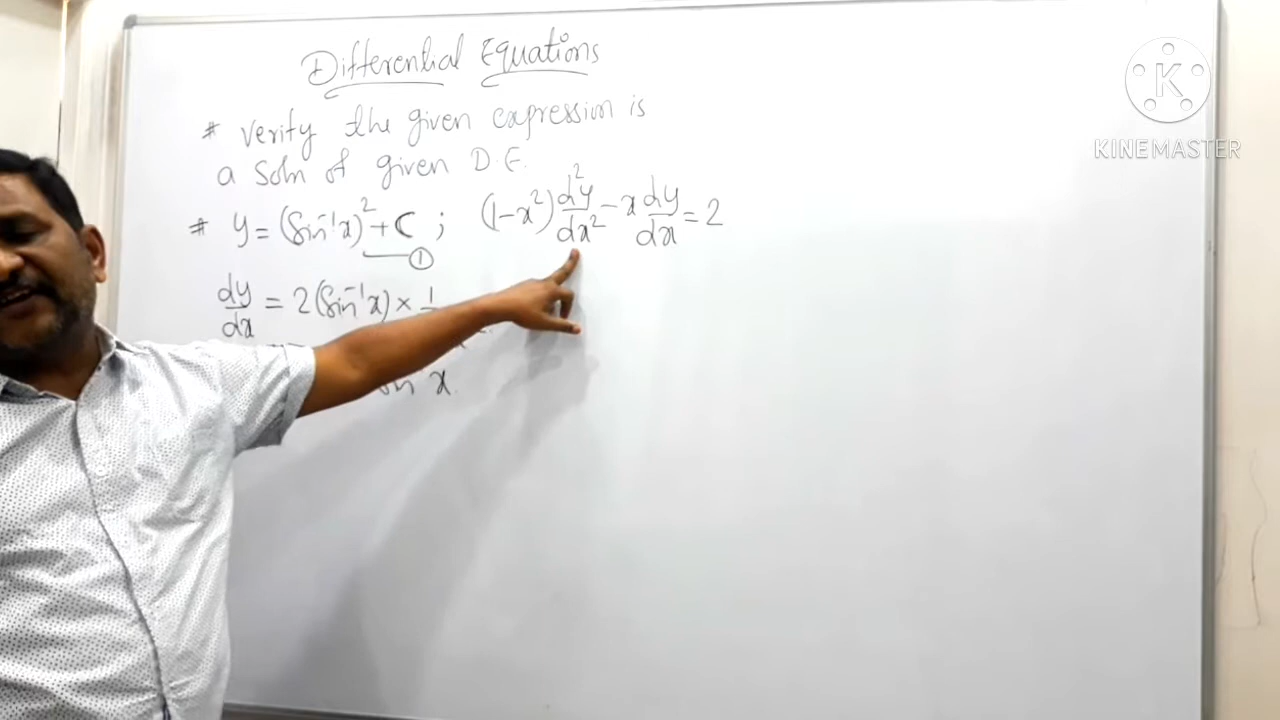 Differential Equations
# Verify the given expression is
a Soln of given D.E.
# y = (Sin⁻¹x)² + C ; (1-x²) d²y/dx² - x dy/dx = 2
①
dy/dx = 2(Sin⁻¹x) × 1
x
K
KINEMASTER